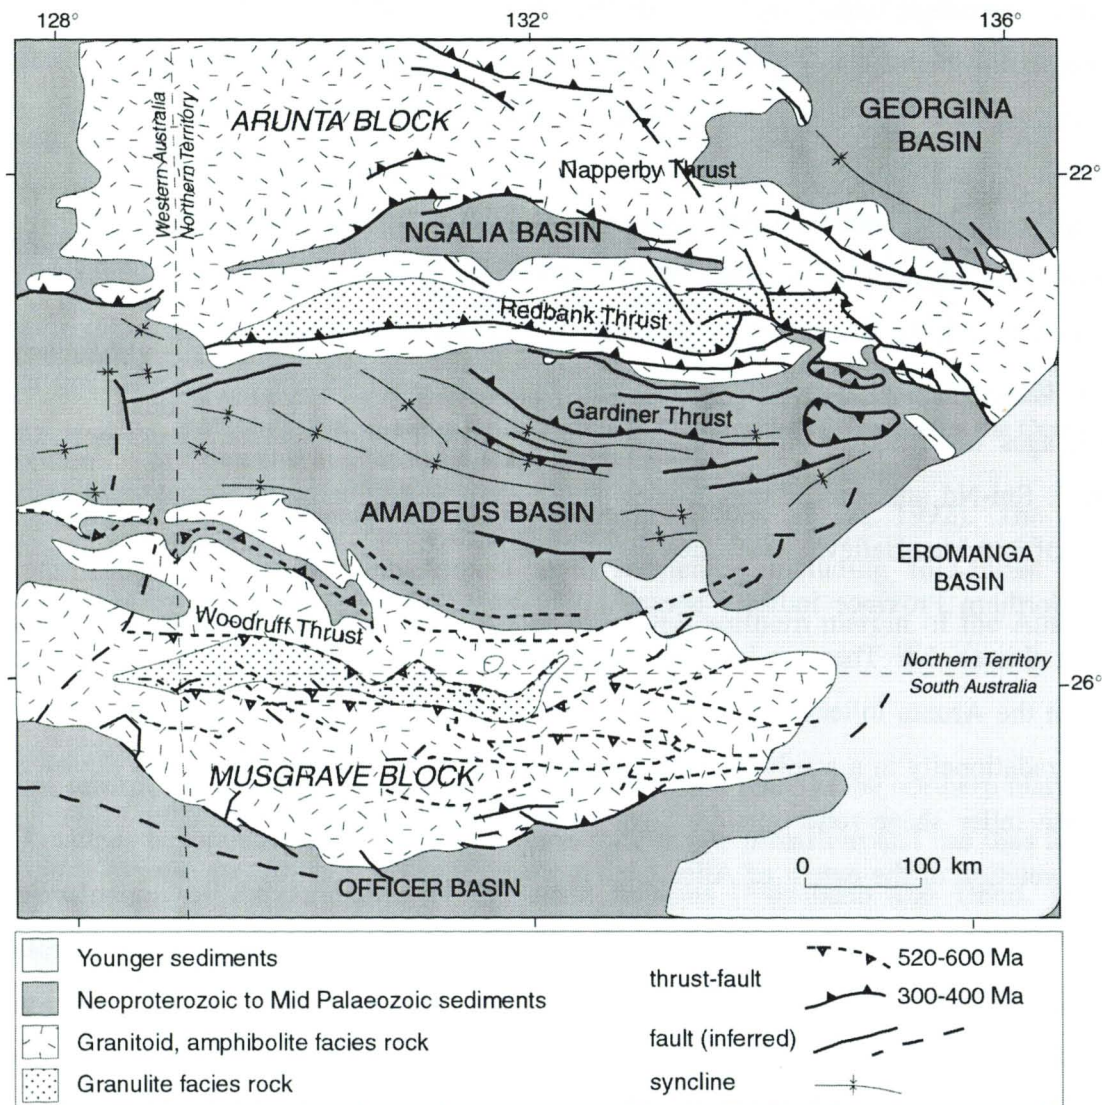 128°
132°
136°
ARUNTA BLOCK
GEORGINA
BASIN
Western Australia
Northern Territory
Napperby Thrust
22°
NGALIA BASIN
Redbank Thrust
Gardiner Thrust
AMADEUS BASIN
EROMANGA
BASIN
Woodruff Thrust
Northern Territory
South Australia
26°
MUSGRAVE BLOCK
0 100 km
OFFICER BASIN
Younger sediments
Neoproterozoic to Mid Palaeozoic sediments
Granitoid, amphibolite facies rock
Granulite facies rock
thrust-fault
520-600 Ma
300-400 Ma
fault (inferred)
syncline